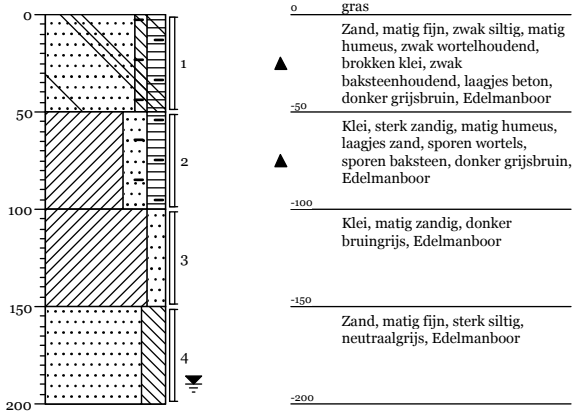 0
50
100
150
200
1
2
3
4
0 gras
Zand, matig fijn, zwak siltig, matig
humeus, zwak wortelhoudend,
brokken klei, zwak
baksteenhoudend, laagjes beton,
donker grijsbruin, Edelmanboor
-50
Klei, sterk zandig, matig humeus,
laagjes zand, sporen wortels,
sporen baksteen, donker grijsbruin,
Edelmanboor
-100
Klei, matig zandig, donker
bruingrijs, Edelmanboor
-150
Zand, matig fijn, sterk siltig,
neutraalgrijs, Edelmanboor
-200